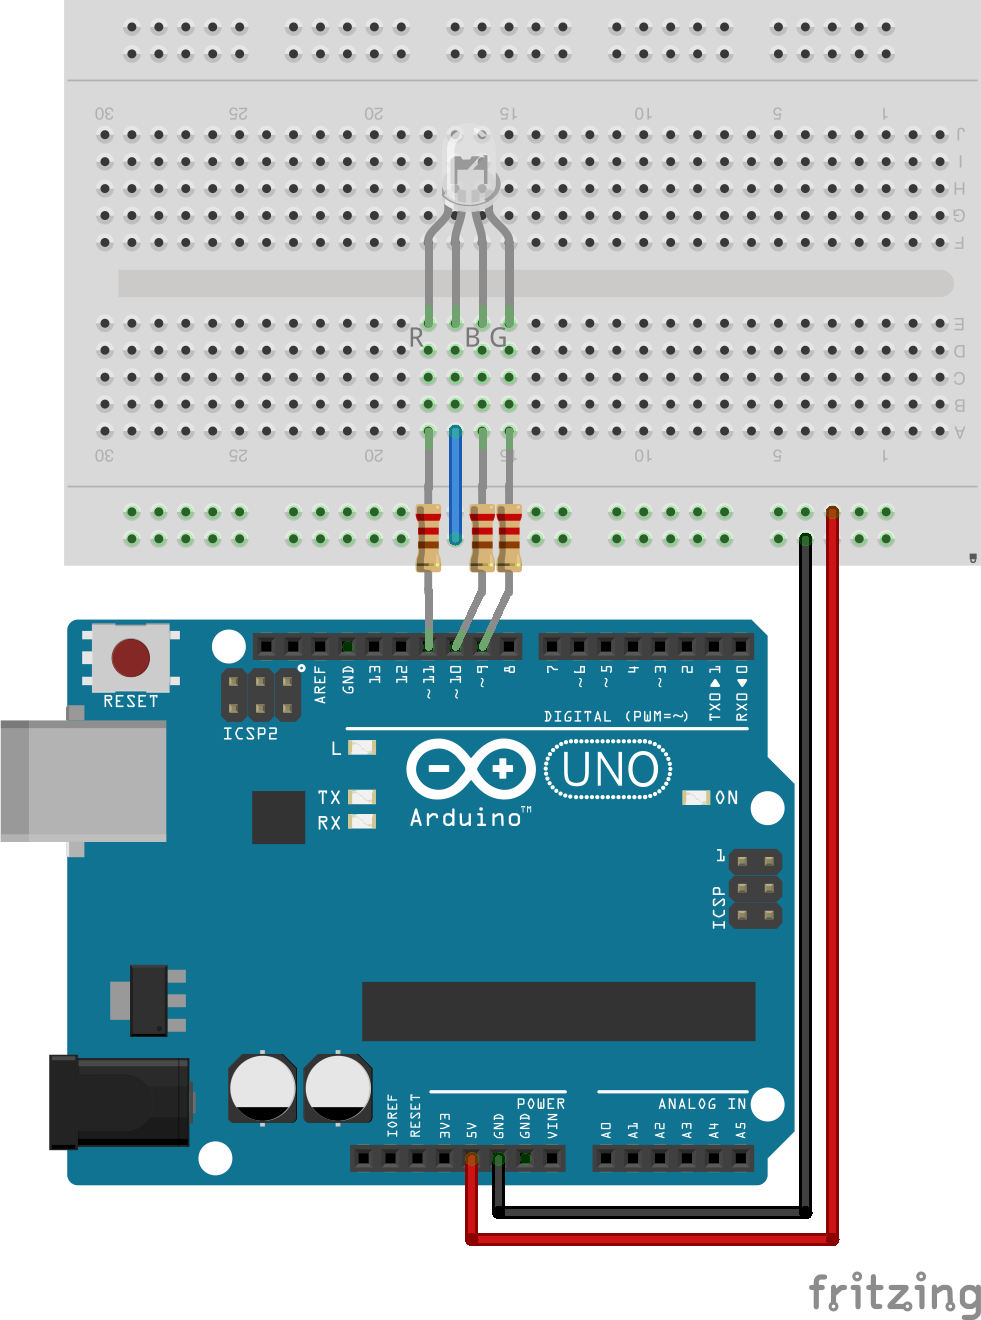 30 25 20 15 10 5 1
J
I
H
G
F
R B G
E
D
C
B
A
30 25 20 15 10 5 1
RESET
AREF
GND
13
12
~11
~10
~9
8
7
~6
~5
4
~3
2
TX0▶1
RX0◀0
ICSP2
DIGITAL (PWM=~)
L
TX
RX
UNO
Arduino™
ON
1
ICSP
POWER
ANALOG IN
IOREF
RESET
3V3
5V
GND
GND
VIN
A0
A1
A2
A3
A4
A5
fritzing